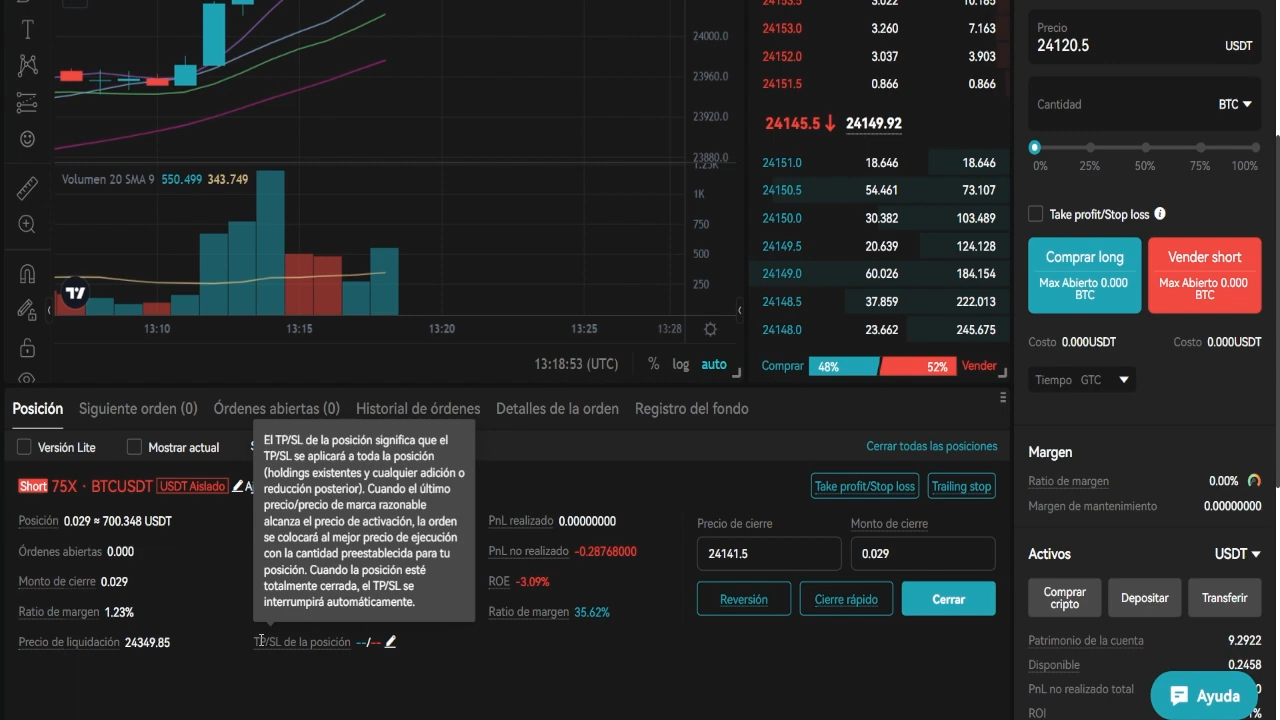 24000.0
23960.0
23920.0
23880.0
Volumen 20 SMA 9 550.499 343.749
1.25K
1K
750
500
250
13:10 13:15 13:20 13:25 13:28
13:18:53 (UTC) % log auto
24153.5 3.022 10.185
24153.0 3.260 7.163
24152.0 3.037 3.903
24151.5 0.866 0.866
24145.5 24149.92
24151.0 18.646 18.646
24150.5 54.461 73.107
24150.0 30.382 103.489
24149.5 20.639 124.128
24149.0 60.026 184.154
24148.5 37.859 222.013
24148.0 23.662 245.675
Comprar 48% 52% Vender
Precio
24120.5 USDT
Cantidad BTC
0% 25% 50% 75% 100%
Take profit/Stop loss
Comprar long
Max Abierto 0.000
BTC
Vender short
Max Abierto 0.000
BTC
Costo 0.000USDT Costo 0.000USDT
Tiempo GTC
Margen
Ratio de margen 0.00%
Margen de mantenimiento 0.00000000
Activos USDT
Comprar
cripto
Depositar
Transferir
Patrimonio de la cuenta 9.2922
Disponible 0.2458
PnL no realizado total
ROI
Ayuda
Posición Siguiente orden (0) Órdenes abiertas (0) Historial de órdenes Detalles de la orden Registro del fondo
Versión Lite Mostrar actual
Cerrar todas las posiciones
Short 75X · BTCUSDT USDT Aislado
Take profit/Stop loss Trailing stop
El TP/SL de la posición significa que el
TP/SL se aplicará a toda la posición
(holdings existentes y cualquier adición o
reducción posterior). Cuando el último
precio/precio de marca razonable
alcanza el precio de activación, la orden
se colocará al mejor precio de ejecución
con la cantidad preestablecida para tu
posición. Cuando la posición esté
totalmente cerrada, el TP/SL se
interrumpirá automáticamente.
Posición 0.029 ≈ 700.348 USDT
Órdenes abiertas 0.000
Monto de cierre 0.029
Ratio de margen 1.23%
Precio de liquidación 24349.85
TP/SL de la posición --/--
PnL realizado 0.00000000
PnL no realizado -0.28768000
ROE -3.09%
Ratio de margen 35.62%
Precio de cierre Monto de cierre
24141.5 0.029
Reversión Cierre rápido Cerrar